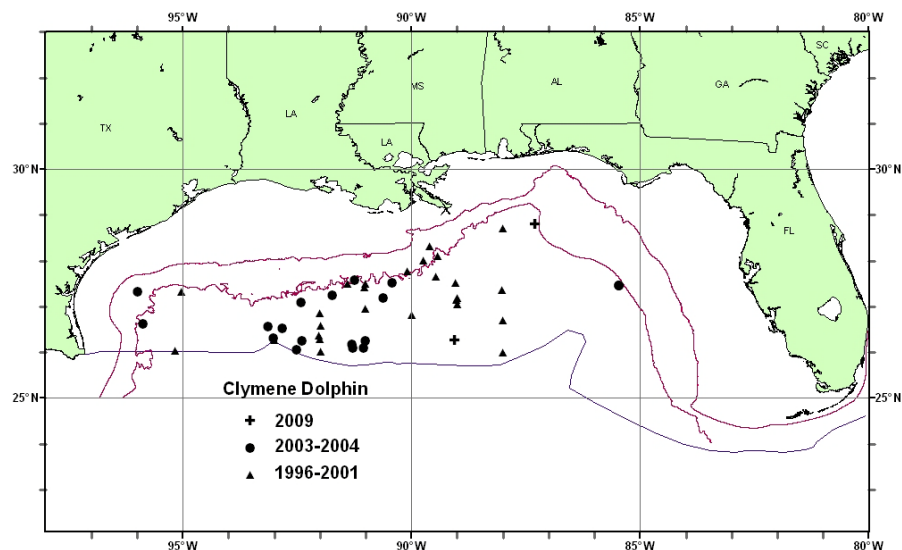 95°W 90°W 85°W 80°W
SC
MS AL GA
TX LA
LA
30°N 30°N
FL
25°N 25°N
Clymene Dolphin
2009
2003-2004
1996-2001
95°W 90°W 85°W 80°W